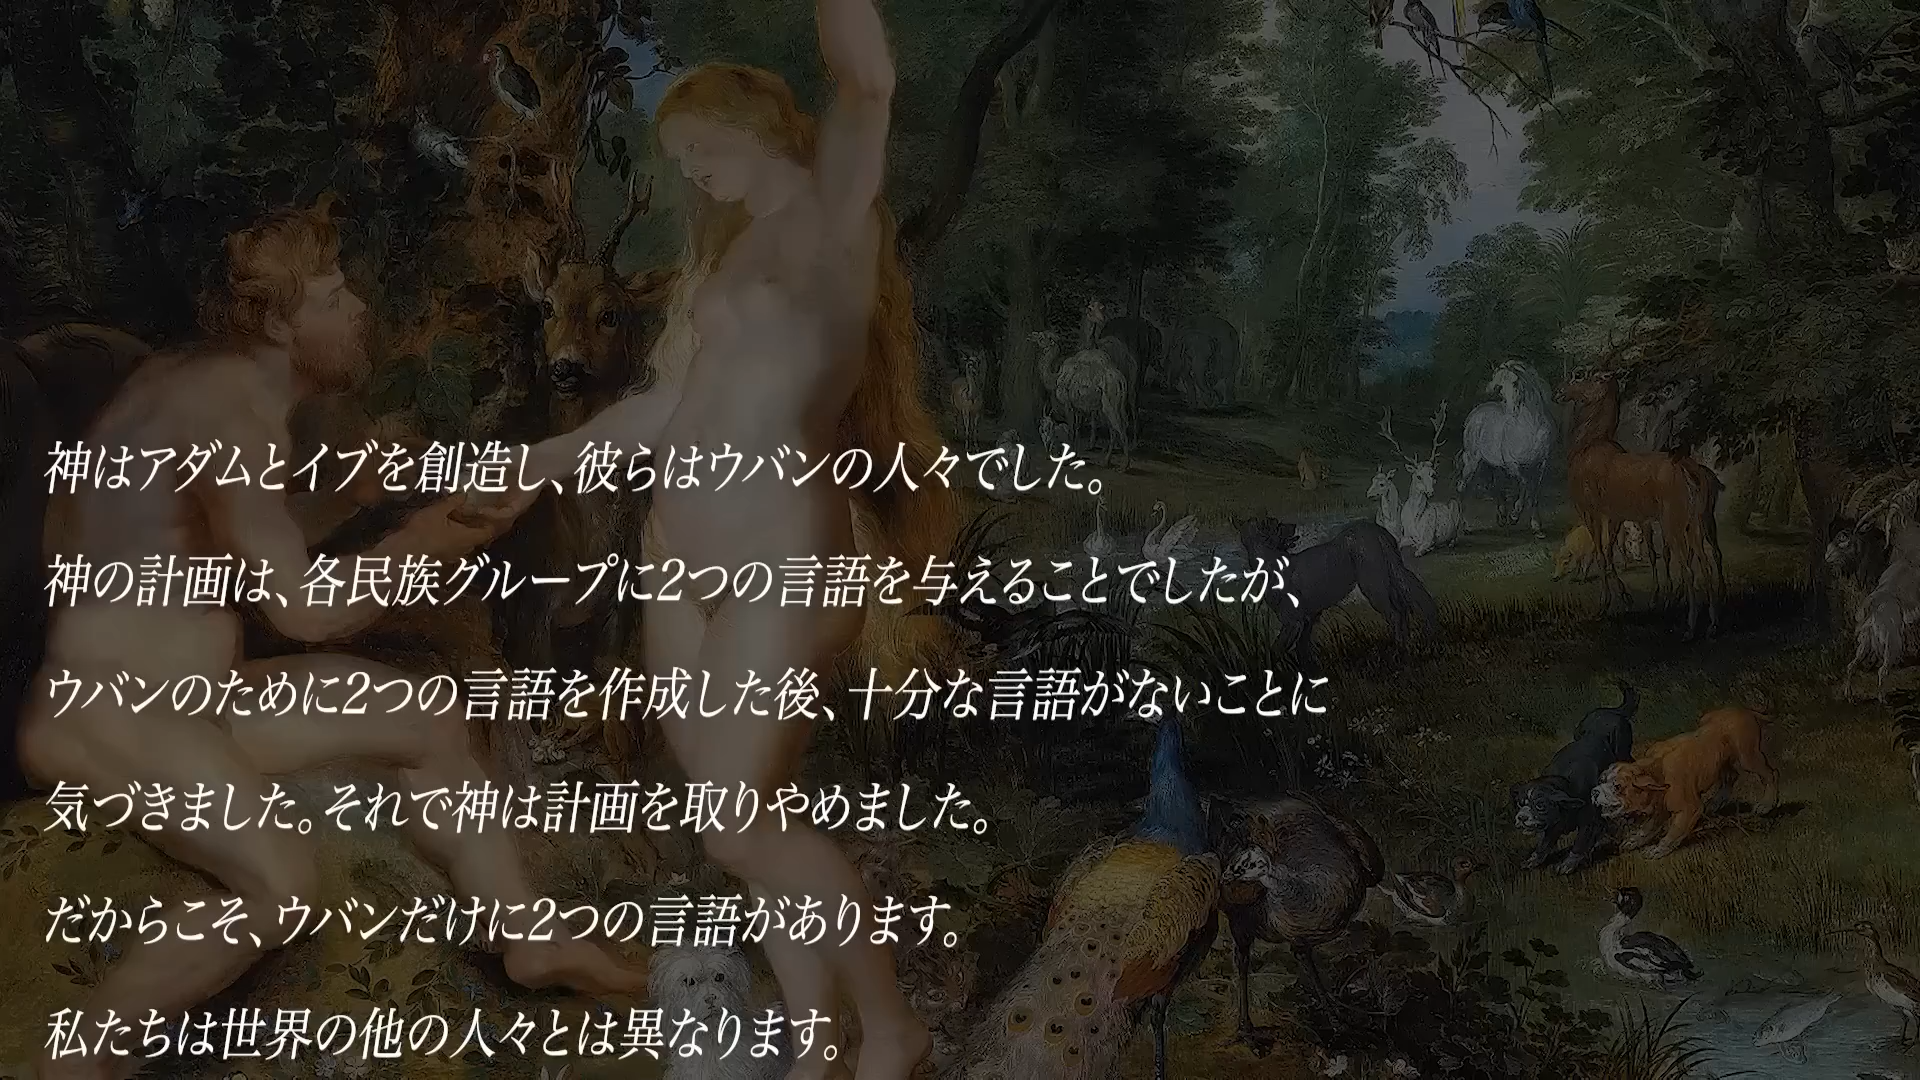 神はアダムとイブを創造し、彼らはウバンの人々でした。
神の計画は、各民族グループに2つの言語を与えることでしたが、
ウバンのために2つの言語を作成した後、十分な言語がないことに
気づきました。それで神は計画を取りやめました。
だからこそ、ウバンだけに2つの言語があります。
私たちは世界の他の人々とは異なります。